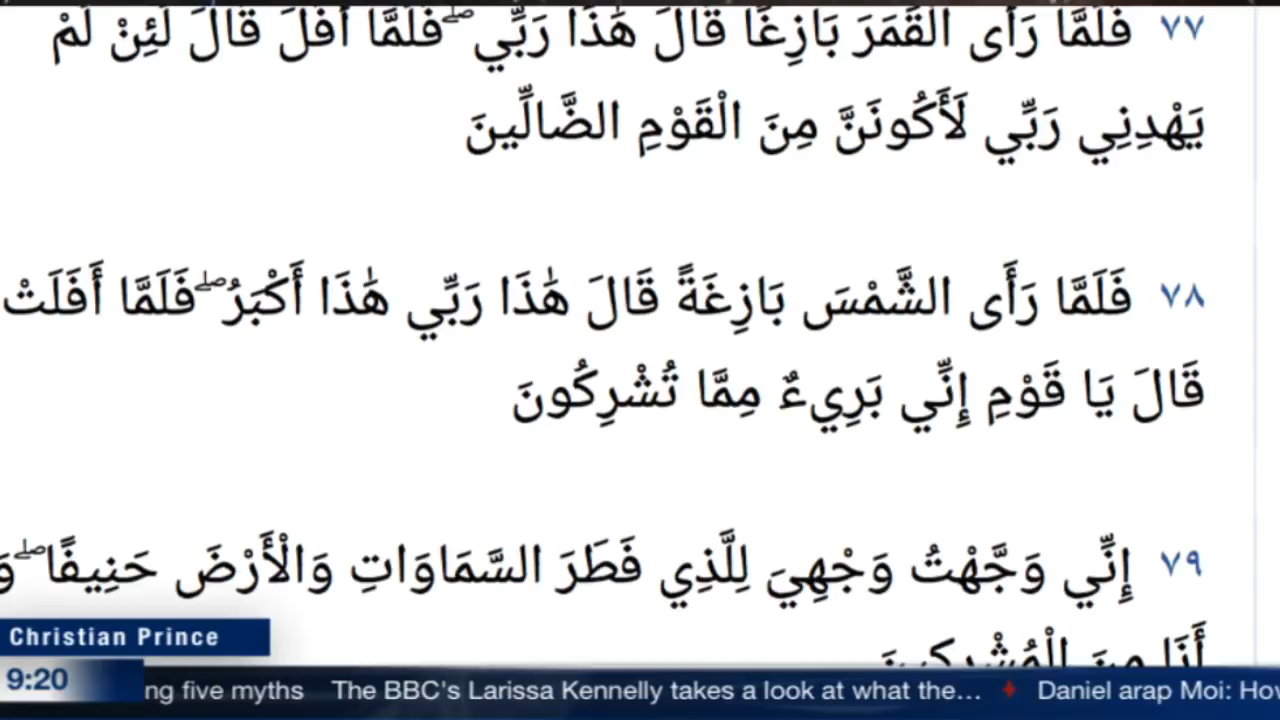 ٧٧ فَلَمَّا رَأَى الْقَمَرَ بَازِغًا قَالَ هَٰذَا رَبِّي ۖ فَلَمَّا أَفَلَ قَالَ لَئِنْ لَمْ
يَهْدِنِي رَبِّي لَأَكُونَنَّ مِنَ الْقَوْمِ الضَّالِّينَ
٧٨ فَلَمَّا رَأَى الشَّمْسَ بَازِغَةً قَالَ هَٰذَا رَبِّي هَٰذَا أَكْبَرُ ۖ فَلَمَّا أَفَلَتْ
قَالَ يَا قَوْمِ إِنِّي بَرِيءٌ مِمَّا تُشْرِكُونَ
٧٩ إِنِّي وَجَّهْتُ وَجْهِيَ لِلَّذِي فَطَرَ السَّمَاوَاتِ وَالْأَرْضَ حَنِيفًا ۖ وَ
أَنَا مِنَ الْمُشْرِكِينَ
Christian Prince
9:20
ng five myths The BBC's Larissa Kennelly takes a look at what the... Daniel arap Moi: How